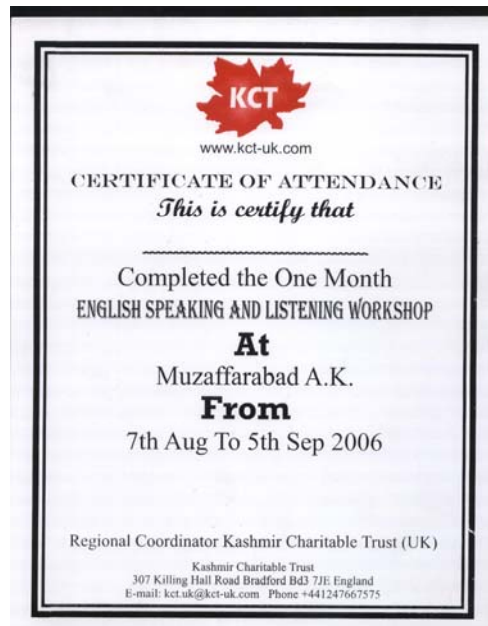 KCT
www.kct-uk.com
CERTIFICATE OF ATTENDANCE
This is certify that
Completed the One Month
ENGLISH SPEAKING AND LISTENING WORKSHOP
At
Muzaffarabad A.K.
From
7th Aug To 5th Sep 2006
Regional Coordinator Kashmir Charitable Trust (UK)
Kashmir Charitable Trust
307 Killing Hall Road Bradford Bd3 7JE England
E-mail: kct.uk@kct-uk.com Phone +441247667575